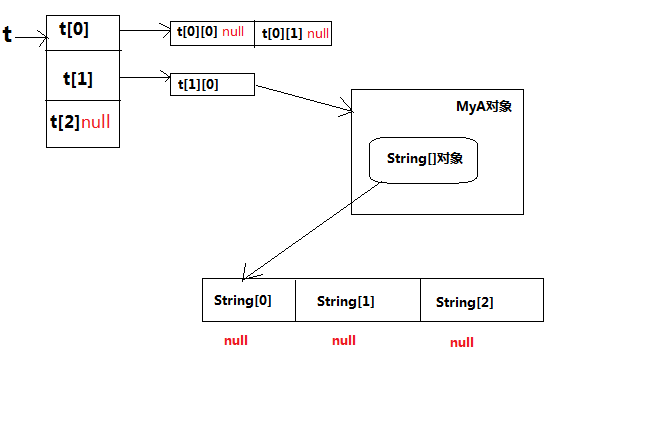 t
t[0]
t[0][0] null
t[0][1] null
t[1]
t[1][0]
t[2]null
MyA对象
String[]对象
String[0]
String[1]
String[2]
null
null
null